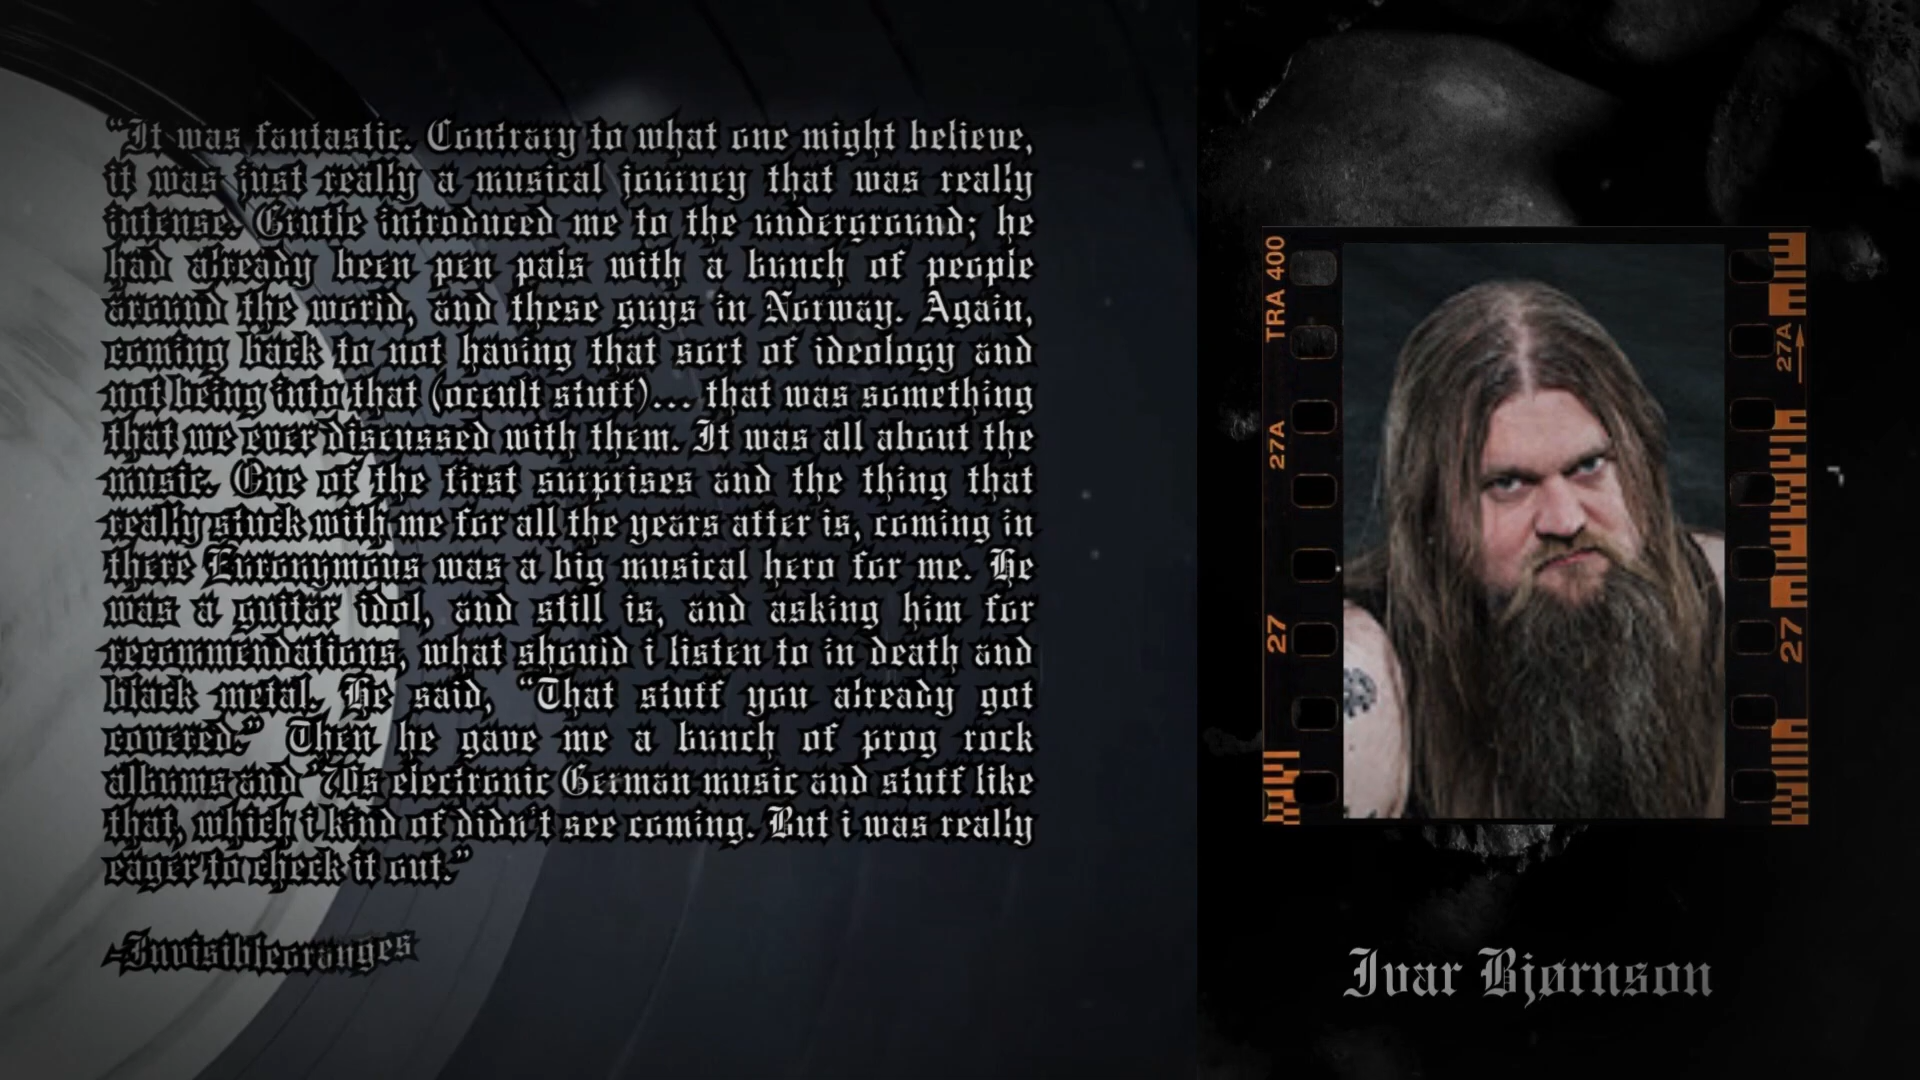 “It was fantastic. Contrary to what one might believe,
it was just really a musical journey that was really
intense. Grutle introduced me to the underground; he
had already been pen pals with a bunch of people
around the world, and these guys in Norway. Again,
coming back to not having that sort of ideology and
not being into that (occult stuff)... that was something
that we ever discussed with them. It was all about the
music. One of the first surprises and the thing that
really stuck with me for all the years after is, coming in
there Euronymous was a big musical hero for me. He
was a guitar idol, and still is, and asking him for
recommendations, what should i listen to in death and
black metal. He said, “That stuff you already got
covered.” Then he gave me a bunch of prog rock
albums and ’70s electronic German music and stuff like
that, which i kind of didn’t see coming. But i was really
eager to check it out.”
-Invisibleoranges
TRA 400
27A
27
27A
27
Ivar Bjørnson